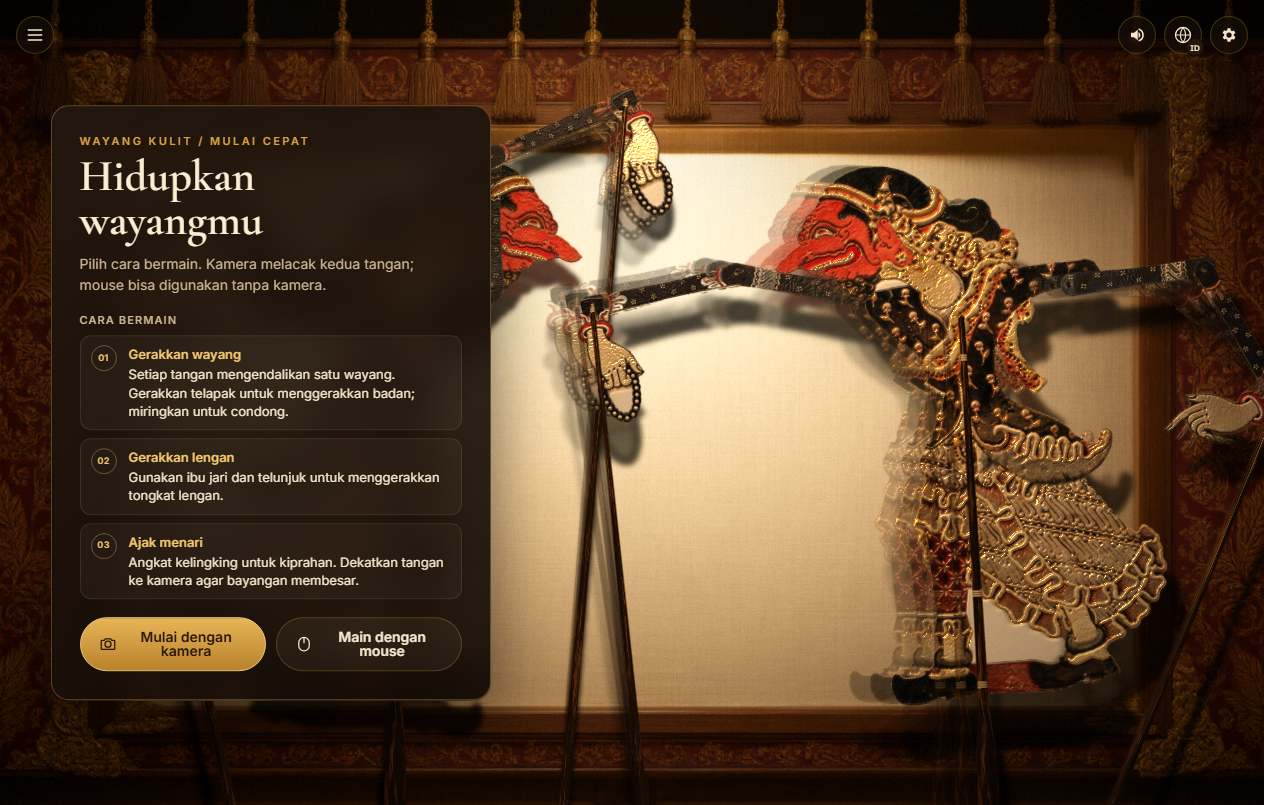 ID
WAYANG KULIT / MULAI CEPAT
Hidupkan
wayangmu
Pilih cara bermain. Kamera melacak kedua tangan;
mouse bisa digunakan tanpa kamera.
CARA BERMAIN
01
Gerakkan wayang
Setiap tangan mengendalikan satu wayang.
Gerakkan telapak untuk menggerakkan badan;
miringkan untuk condong.
02
Gerakkan lengan
Gunakan ibu jari dan telunjuk untuk menggerakkan
tongkat lengan.
03
Ajak menari
Angkat kelingking untuk kiprahan. Dekatkan tangan
ke kamera agar bayangan membesar.
Mulai dengan
kamera
Main dengan
mouse